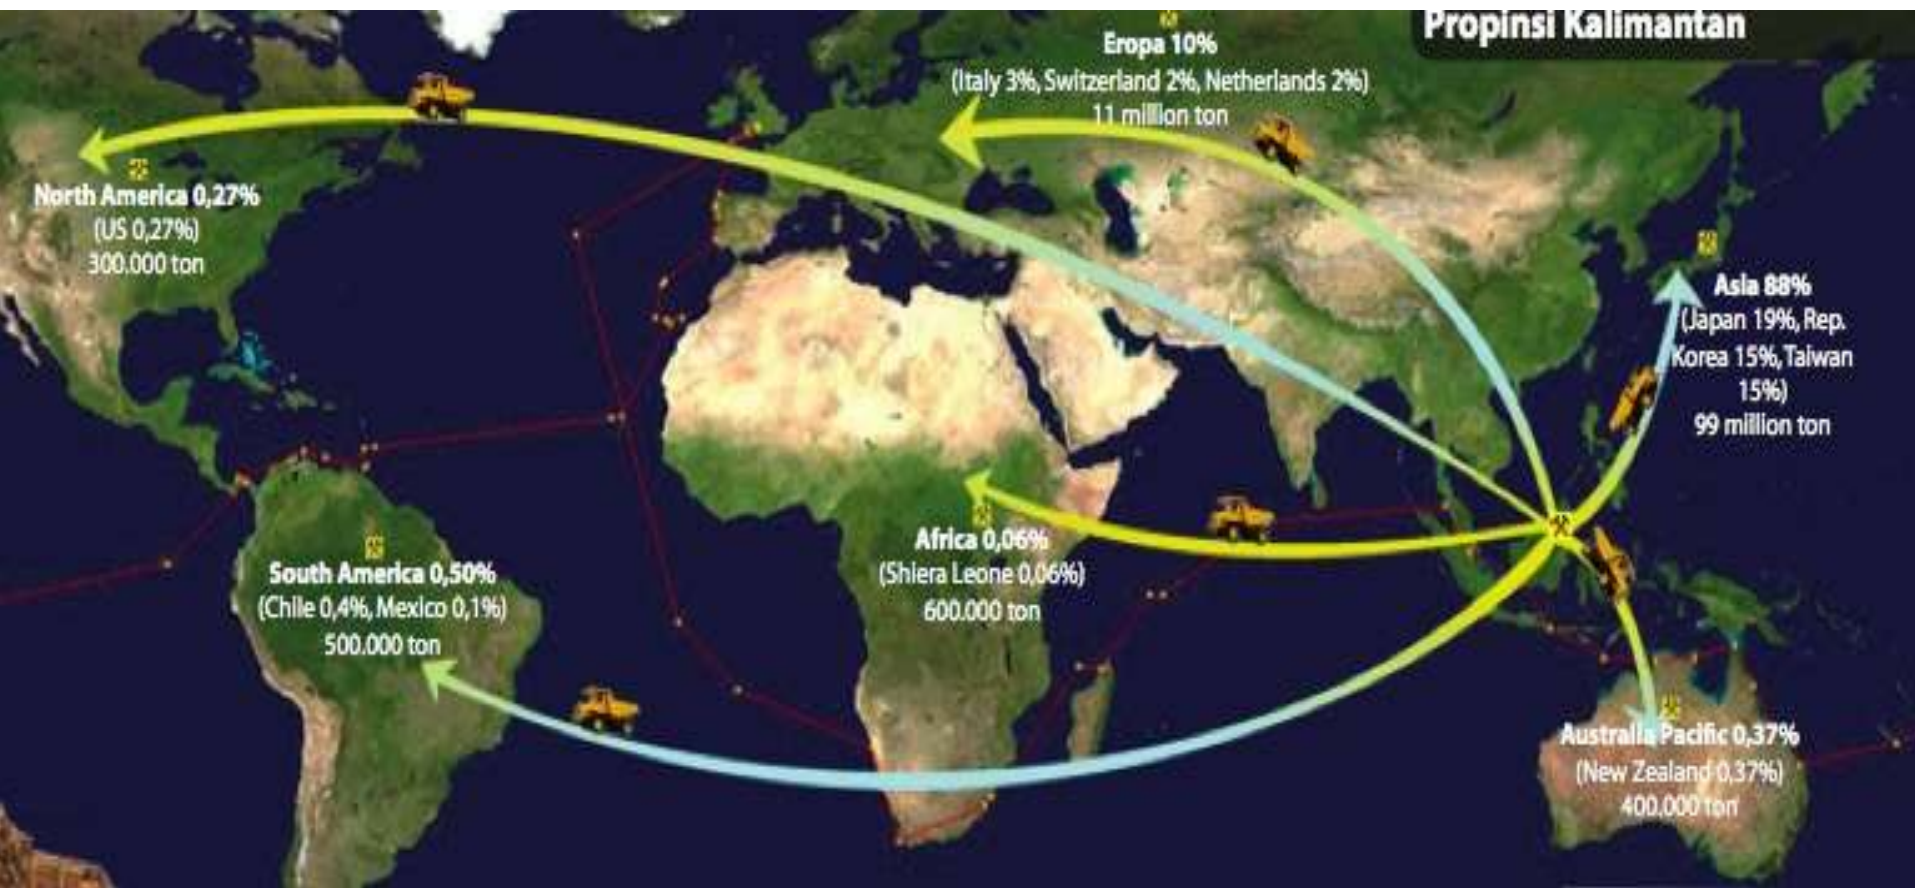 Propinsi Kalimantan
Eropa 10%
(Italy 3%, Switzerland 2%, Netherlands 2%)
11 million ton
North America 0,27%
(US 0,27%)
300.000 ton
Asia 88%
(Japan 19%, Rep.
Korea 15%, Taiwan
15%)
99 million ton
Africa 0,06%
(Shiera Leone 0,06%)
600.000 ton
South America 0,50%
(Chile 0,4%, Mexico 0,1%)
500.000 ton
Australia Pacific 0,37%
(New Zealand 0,37%)
400.000 ton